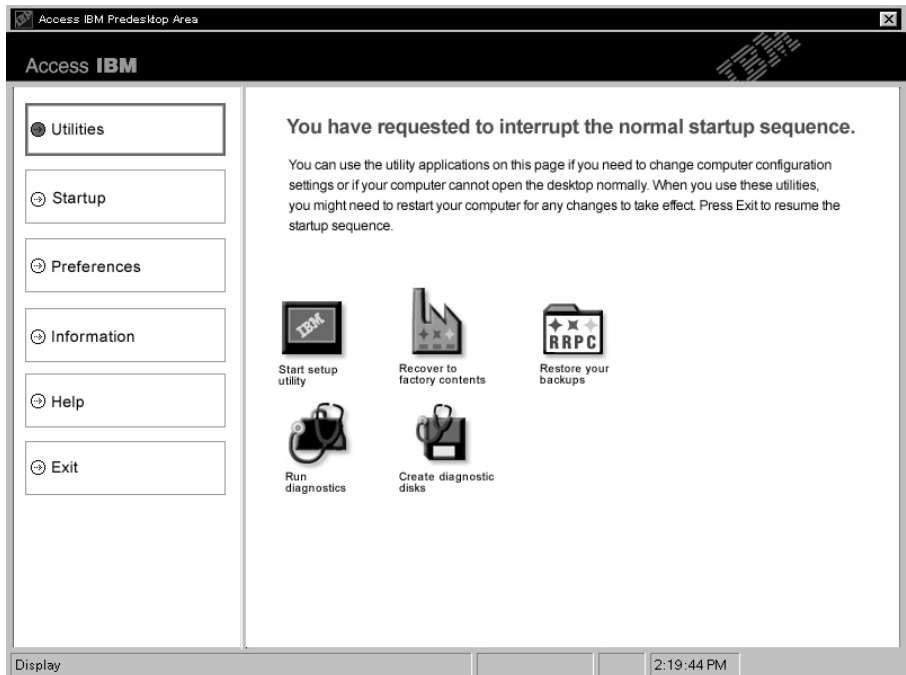 Access IBM Predesktop Area
Access IBM
IBM
Utilities
Startup
Preferences
Information
Help
Exit
You have requested to interrupt the normal startup sequence.
You can use the utility applications on this page if you need to change computer configuration
settings or if your computer cannot open the desktop normally. When you use these utilities,
you might need to restart your computer for any changes to take effect. Press Exit to resume the
startup sequence.
IBM
Start setup
utility
Recover to
factory contents
RRPC
Restore your
backups
Run
diagnostics
Create diagnostic
disks
Display
2:19:44 PM